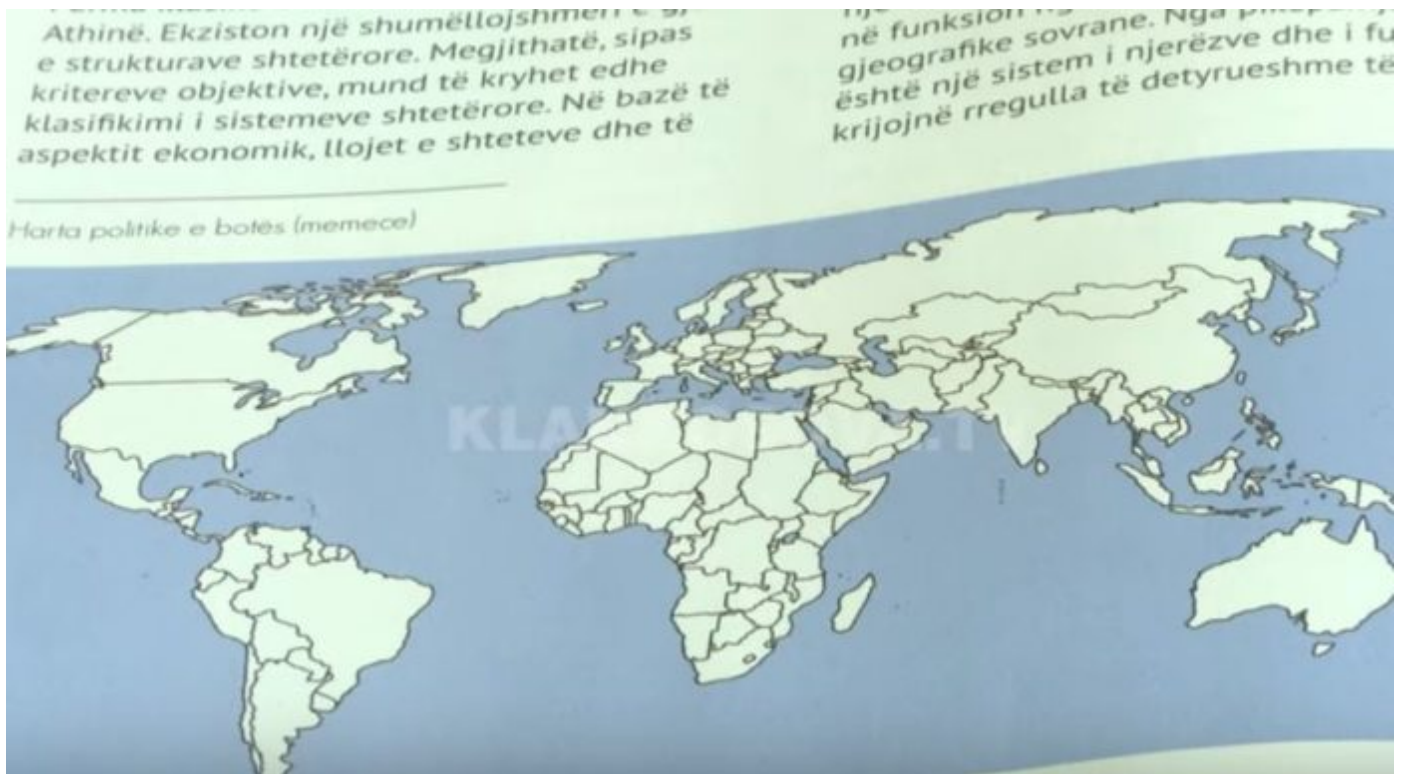 Athinë. Ekziston një shumëllojshmëri e
e strukturave shtetërore. Megjithatë, sipas
kritereve objektive, mund të kryhet edhe
klasifikimi i sistemeve shtetërore. Në bazë të
aspektit ekonomik, llojet e shteteve dhe të
në funksion
gjeografike sovrane. Nga
është një sistem i njerëzve dhe i
krijojnë rregulla të detyrueshme të
Harta politike e botës (memece)